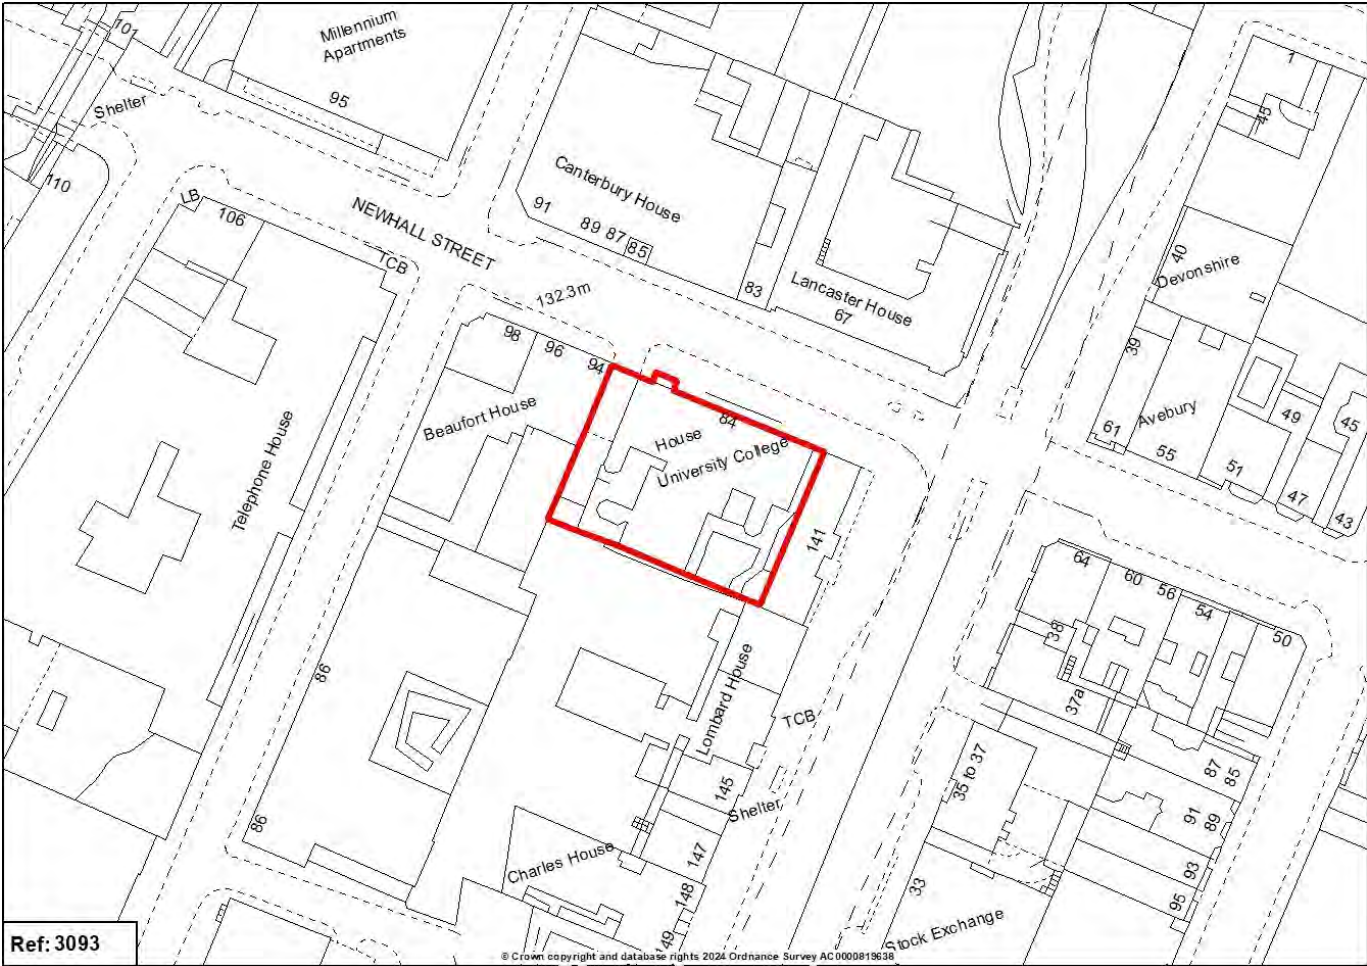 101
Millennium
Apartments
95
Shelter
110
LB
106
NEWHALL STREET
TCB
132.3m
Canterbury House
91
89 87 85
83
Lancaster House
67
1
45
40
Devonshire
39
Avebury
61
55
51
49
47
45
43
98
96
94
Beaufort House
84
House
University College
141
Telephone House
86
86
Lombard House
TCB
145
Shelter
147
148
149
Charles House
64
60
56
54
50
38
37a
35 to 37
33
87
85
91
89
93
95
Stock Exchange
Ref: 3093
© Crown copyright and database rights 2024 Ordnance Survey AC0000819638